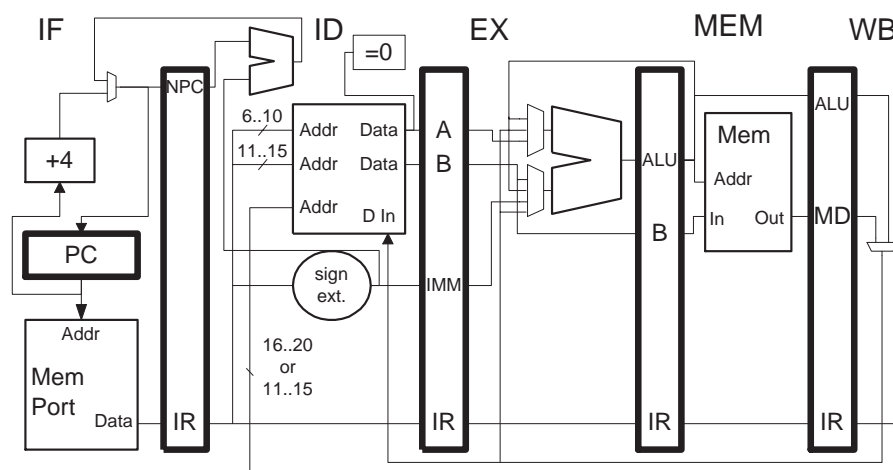 IF
ID
EX
MEM
WB
=0
NPC
6..10
11..15
Addr
Data
Addr
Data
Addr
D In
A
B
+4
PC
sign
ext.
IMM
16..20
or
11..15
Addr
Mem
Port
Data
IR
IR
ALU
B
IR
Mem
Addr
In
Out
ALU
MD
IR